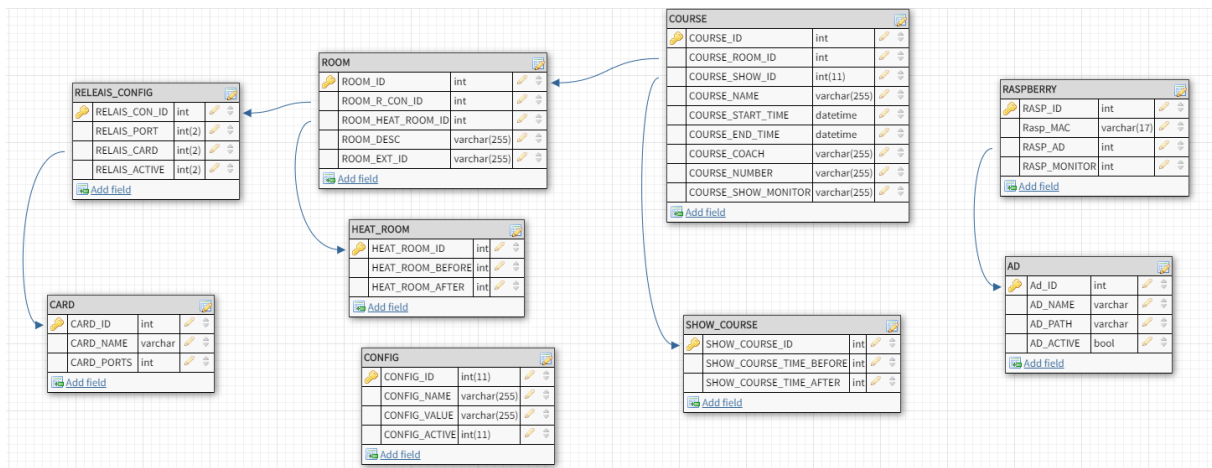 COURSE
COURSE_ID int
COURSE_ROOM_ID int
COURSE_SHOW_ID int(11)
COURSE_NAME varchar(255)
COURSE_START_TIME datetime
COURSE_END_TIME datetime
COURSE_COACH varchar(255)
COURSE_NUMBER varchar(255)
COURSE_SHOW_MONITOR varchar(255)
Add field
ROOM
ROOM_ID int
ROOM_R_CON_ID int
ROOM_HEAT_ROOM_ID int
ROOM_DESC varchar(255)
ROOM_EXT_ID varchar(255)
Add field
RELEAIS_CONFIG
RELAIS_CON_ID int
RELAIS_PORT int(2)
RELAIS_CARD int(2)
RELAIS_ACTIVE int(2)
Add field
RASPBERRY
RASP_ID int
Rasp_MAC varchar(17)
RASP_AD int
RASP_MONITOR int
Add field
HEAT_ROOM
HEAT_ROOM_ID int
HEAT_ROOM_BEFORE int
HEAT_ROOM_AFTER int
Add field
AD
Ad_ID int
AD_NAME varchar
AD_PATH varchar
AD_ACTIVE bool
Add field
CARD
CARD_ID int
CARD_NAME varchar
CARD_PORTS int
Add field
SHOW_COURSE
SHOW_COURSE_ID int
SHOW_COURSE_TIME_BEFORE int
SHOW_COURSE_TIME_AFTER int
Add field
CONFIG
CONFIG_ID int(11)
CONFIG_NAME varchar(255)
CONFIG_VALUE varchar(255)
CONFIG_ACTIVE int(11)
Add field